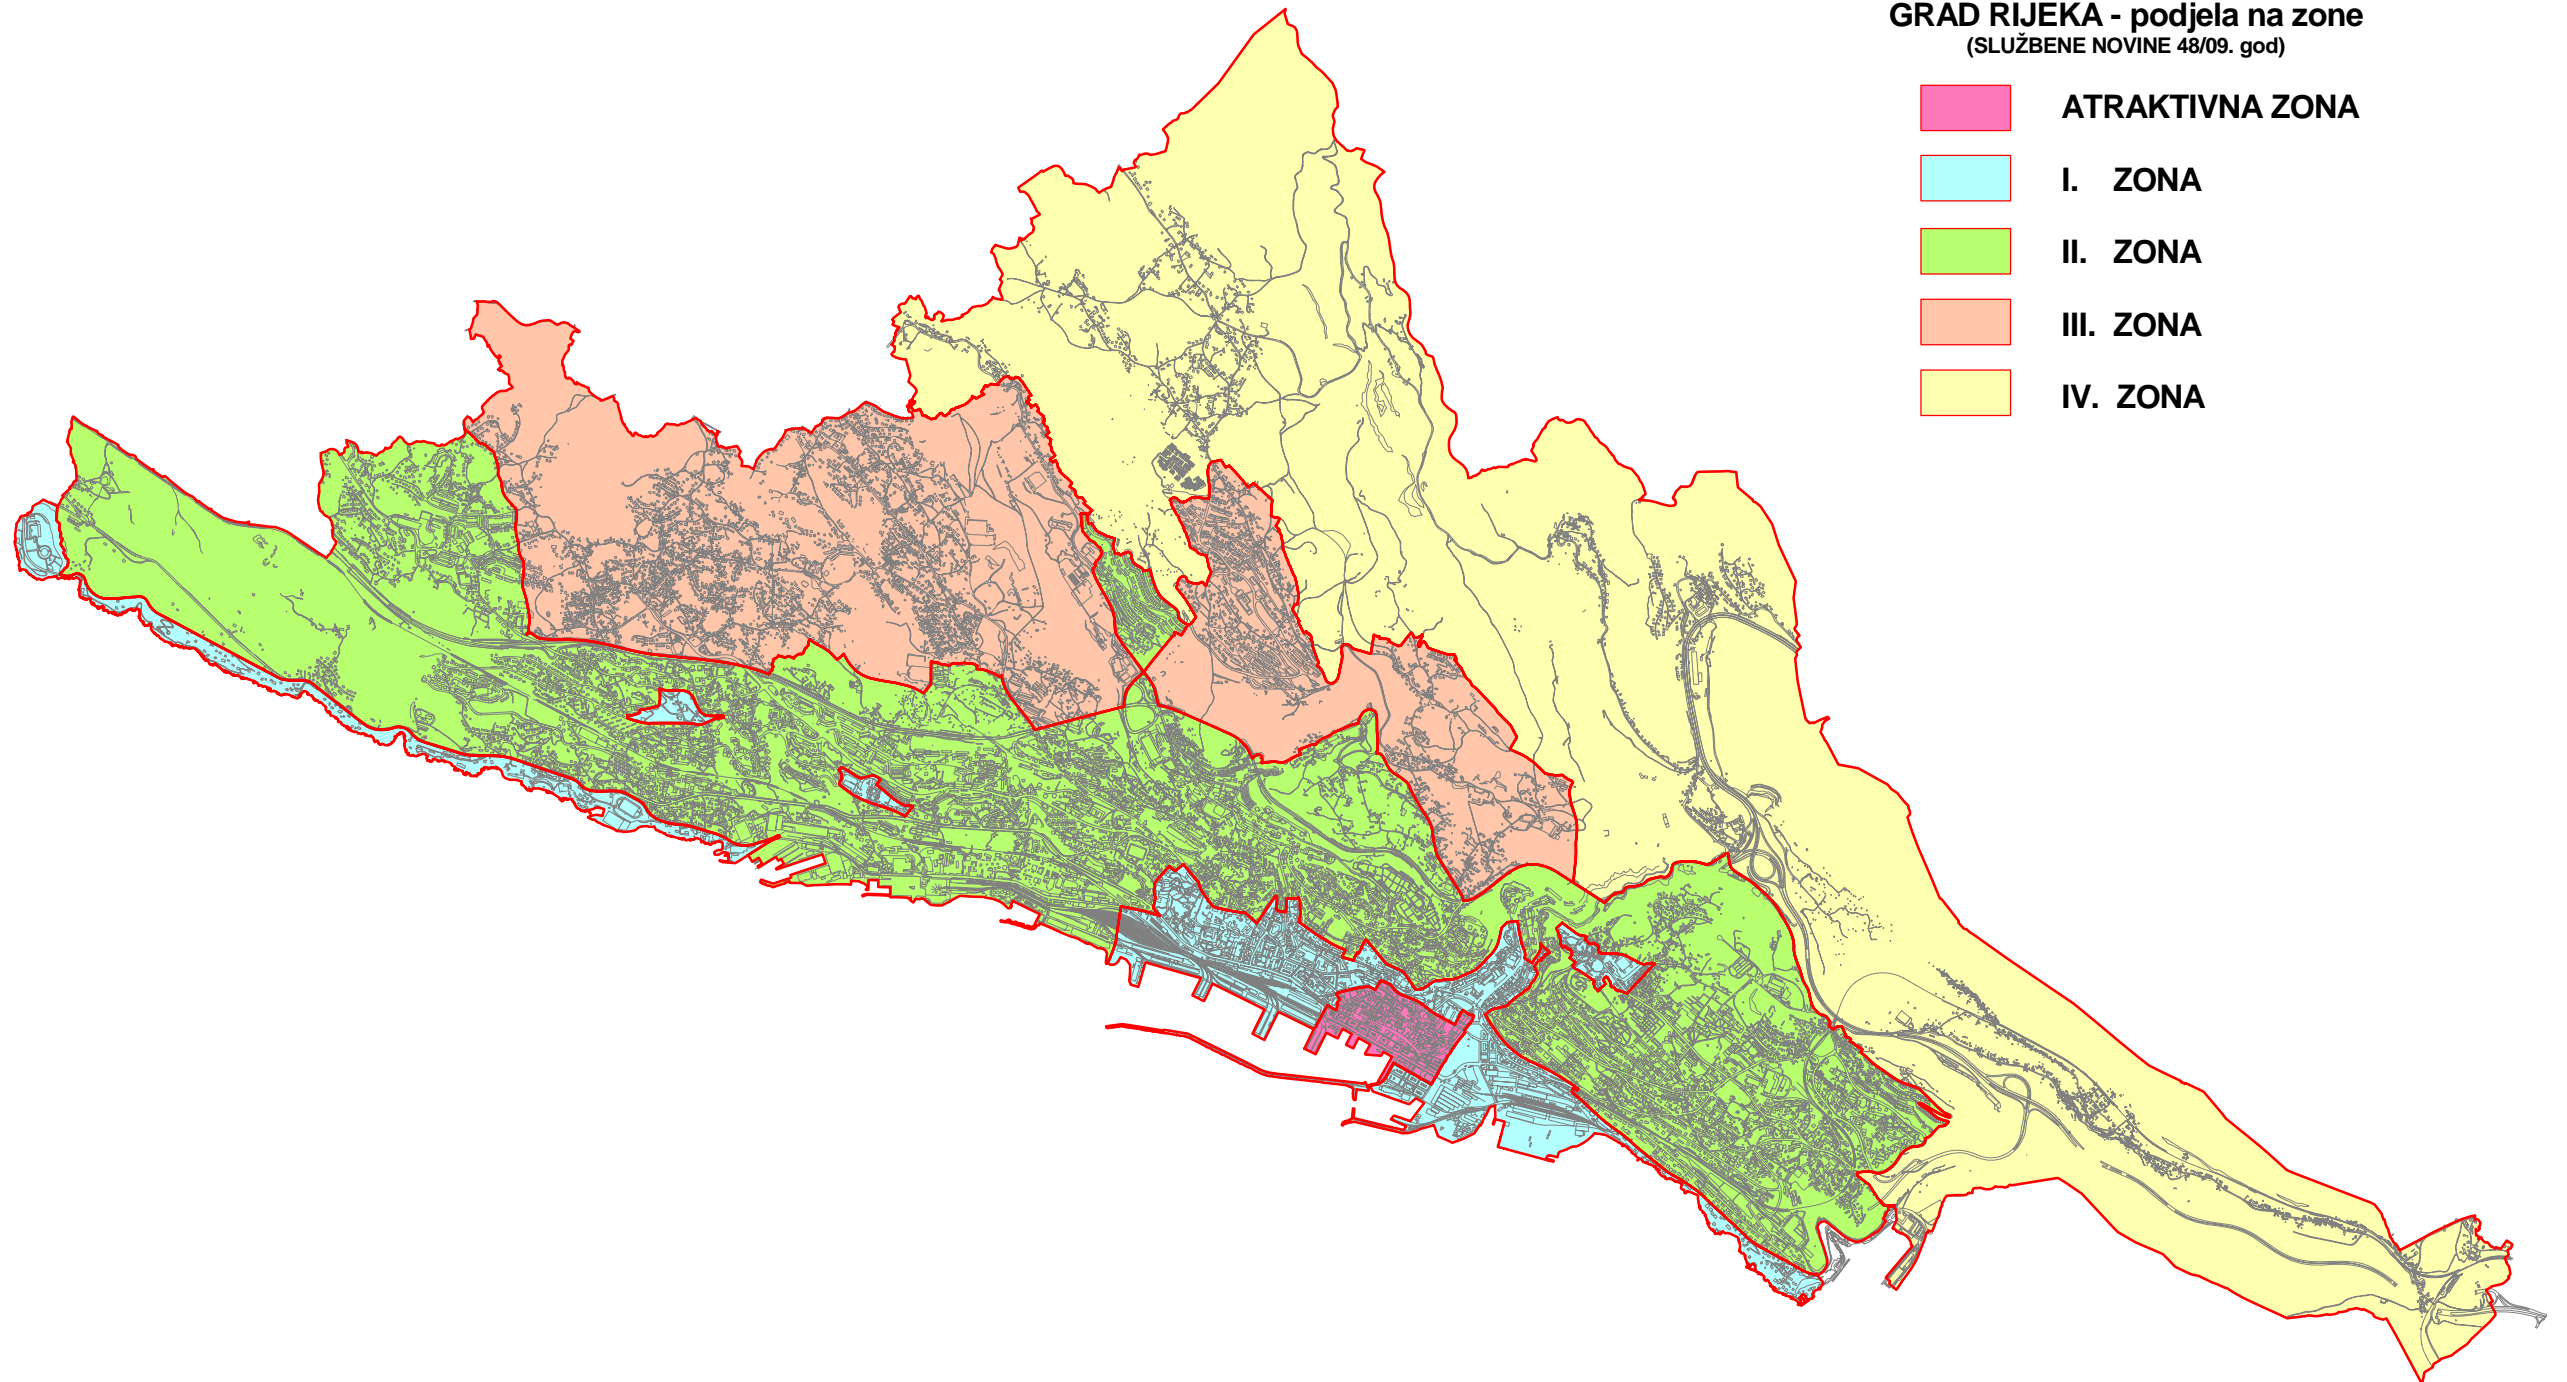 GRAD RIJEKA - podjela na zone
(SLUŽBENE NOVINE 48/09. god)
ATRAKTIVNA ZONA
I. ZONA
II. ZONA
III. ZONA
IV. ZONA